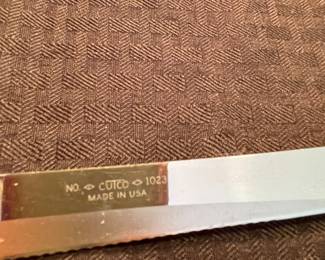 NO. CUTCO 1023
MADE IN USA